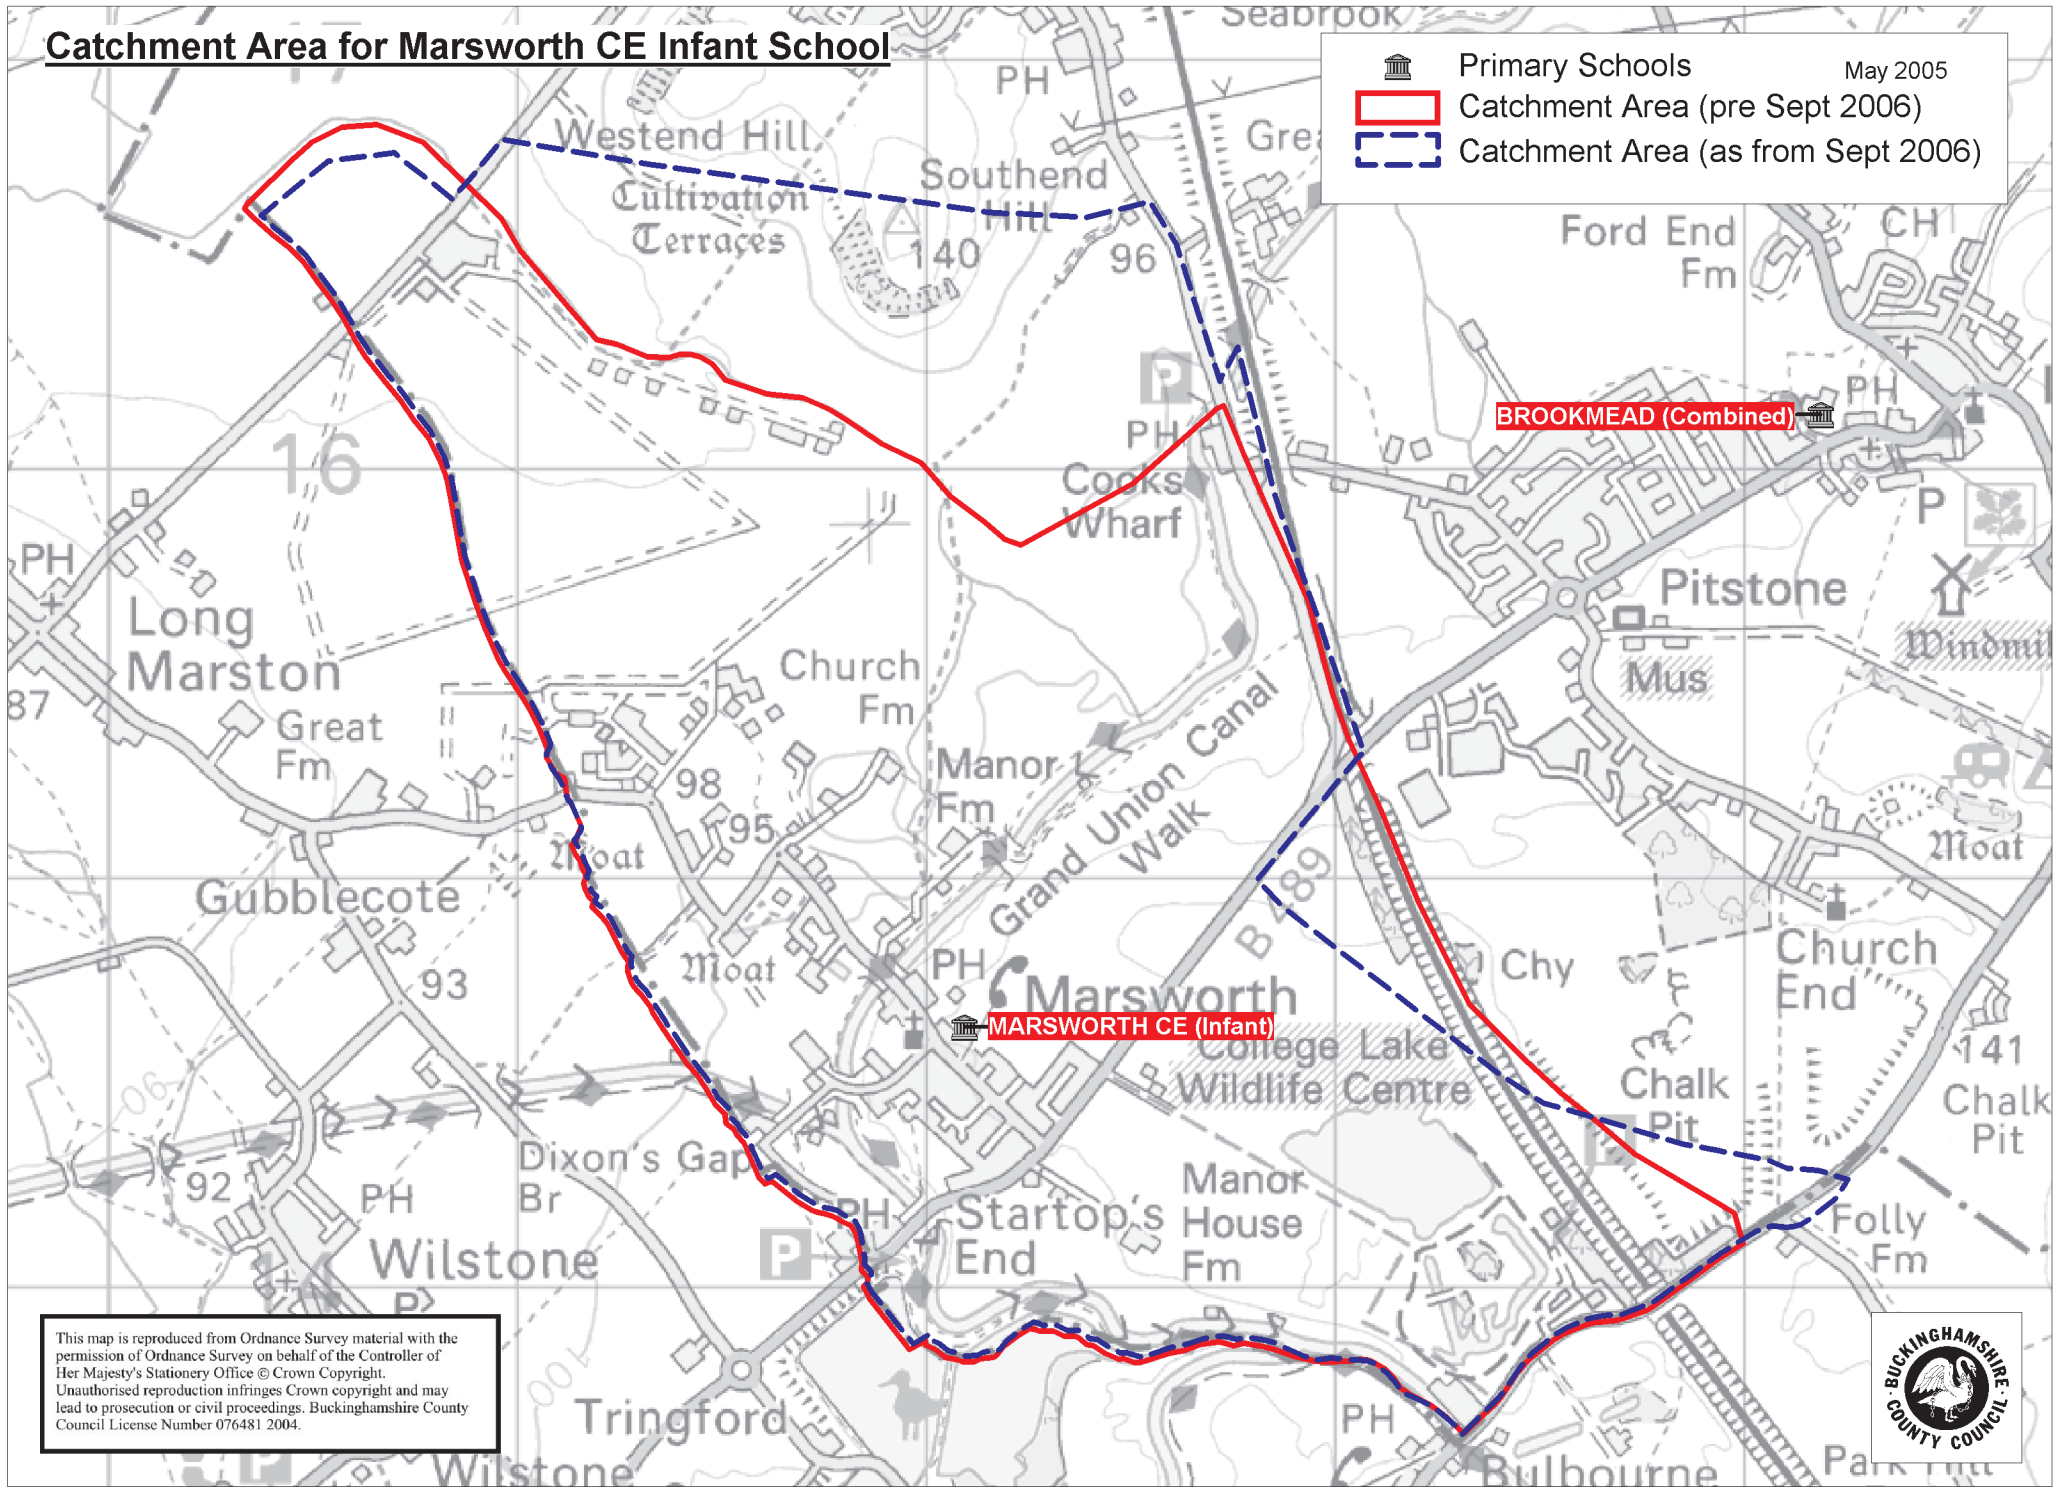 Catchment Area for Marsworth CE Infant School
Seabrook
Primary Schools
May 2005
Catchment Area (pre Sept 2006)
Catchment Area (as from Sept 2006)
17
PH
Westend Hill
Cultivation
Terraces
Southend
Hill
140
96
Ford End
Fm
CH
P
PH
Cooks
Wharf
BROOKMEAD (Combined)
PH
P
16
PH
Long
Marston
87
Great
Fm
Church
Fm
Pitstone
Mus
Manor
Fm
98
95
Moat
Grand Union Canal
Walk
Gubblecote
93
Moat
PH
Marsworth
MARSWORTH CE (Infant)
College Lake
Wildlife Centre
Chy
Moat
Church
End
141
Chalk
Pit
Chalk
Pit
Dixon's Gap
Br
92
PH
Wilstone
PH
P
Startop's
End
Manor
House
Fm
Folly
Fm
90
100
Tringford
Wilstone
P
PH
Bulbourne
This map is reproduced from Ordnance Survey material with the
permission of Ordnance Survey on behalf of the Controller of
Her Majesty's Stationery Office © Crown Copyright.
Unauthorised reproduction infringes Crown copyright and may
lead to prosecution or civil proceedings. Buckinghamshire County
Council License Number 076481 2004.
BUCKINGHAMSHIRE
COUNTY COUNCIL